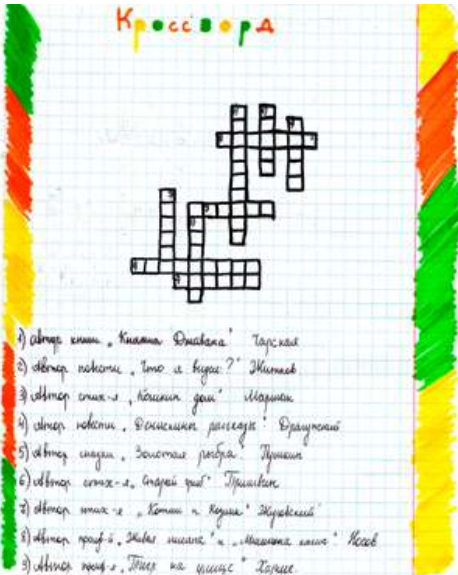 Кроссворд
1) автор книги „Княжна Джаваха" Чарская
2) Автор повести „Что я видел?" Житков
3) Автор стих-я „Кошкин дом" Маршак
4) Автор повести „Денискины рассказы" Драгунский
5) Автор сказки „Золотая рыбка" Пушкин
6) Автор стих-я „Старый гриб" Пришвин
7) Автор стих-я „Котик и Козлик" Жуковский
8) Автор произ-й „Живая шляпа" и „Мишкина каша" Носов
9) Автор произ-я на улице" Хармс